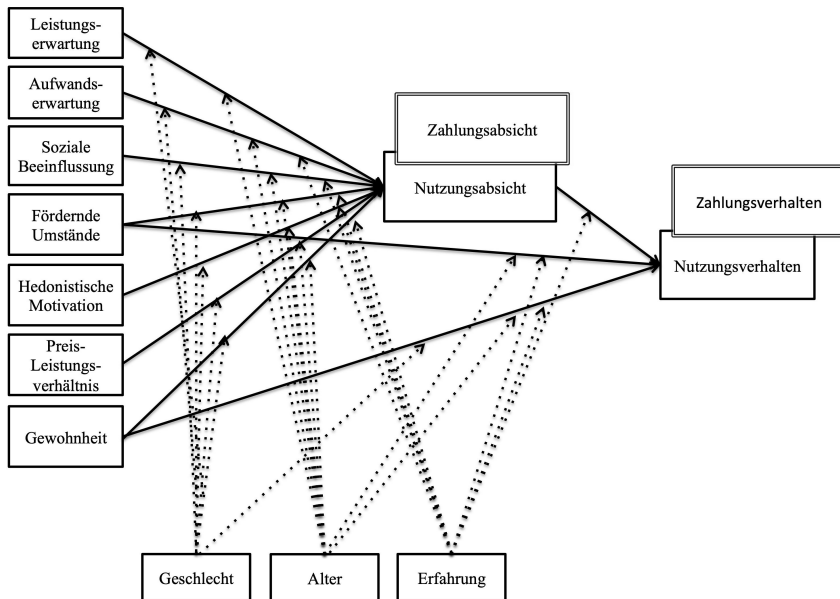 Leistungs-
erwartung
Aufwands-
erwartung
Soziale
Beeinflussung
Fördernde
Umstände
Hedonistische
Motivation
Preis-
Leistungs-
verhältnis
Gewohnheit
Zahlungsabsicht
Nutzungsabsicht
Zahlungsverhalten
Nutzungsverhalten
Geschlecht
Alter
Erfahrung